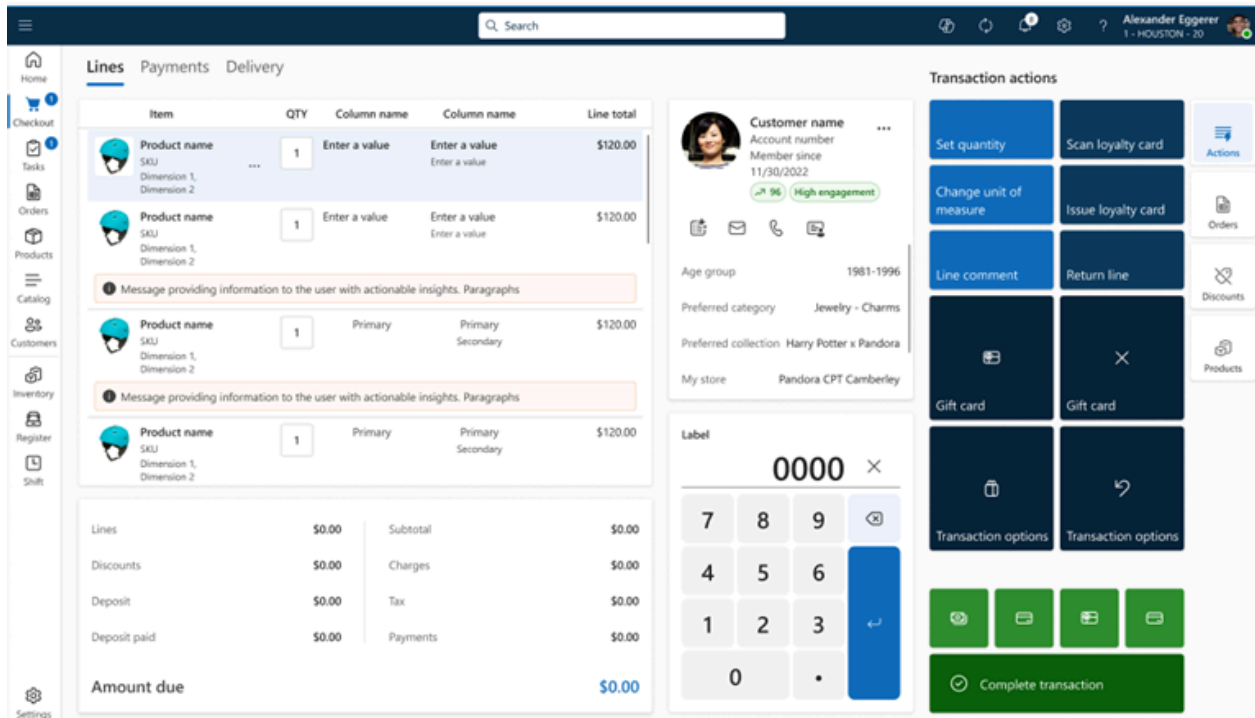 Search
8
Alexander Eggerer
1 - HOUSTON - 20
Home
1
Checkout
1
Tasks
Orders
Products
Catalog
Customers
Inventory
Register
Shift
Settings
Lines Payments Delivery
Item QTY Column name Column name Line total
Product name 1 Enter a value Enter a value $120.00
SKU ... Enter a value
Dimension 1,
Dimension 2
Product name 1 Enter a value Enter a value $120.00
SKU Enter a value
Dimension 1,
Dimension 2
Message providing information to the user with actionable insights. Paragraphs
Product name 1 Primary Primary $120.00
SKU Secondary
Dimension 1,
Dimension 2
Message providing information to the user with actionable insights. Paragraphs
Product name 1 Primary Primary $120.00
SKU Secondary
Dimension 1,
Dimension 2
Lines $0.00 Subtotal $0.00
Discounts $0.00 Charges $0.00
Deposit $0.00 Tax $0.00
Deposit paid $0.00 Payments $0.00
Amount due $0.00
Customer name ...
Account number
Member since
11/30/2022
96 High engagement
Age group 1981-1996
Preferred category Jewelry - Charms
Preferred collection Harry Potter x Pandora
My store Pandora CPT Camberley
Label
0000
7 8 9
4 5 6
1 2 3
0 .
Transaction actions
Set quantity Scan loyalty card
Change unit of
measure Issue loyalty card
Line comment Return line
Gift card Gift card
Transaction options Transaction options
Complete transaction
Actions
Orders
Discounts
Products